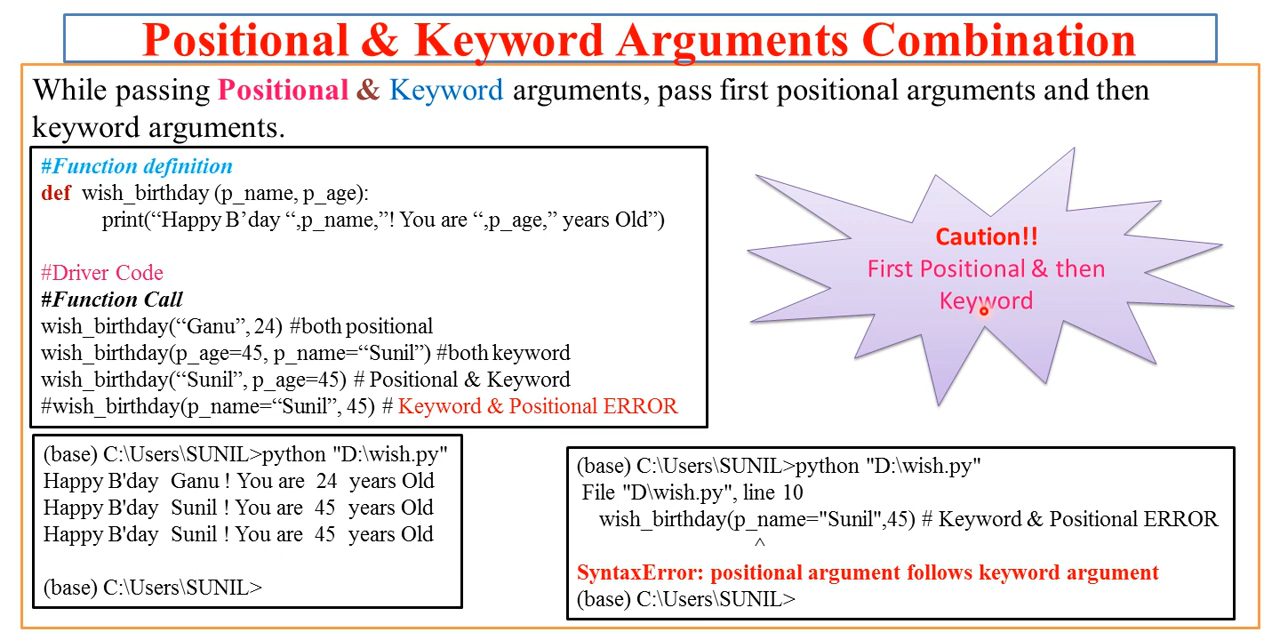 Positional & Keyword Arguments Combination
While passing Positional & Keyword arguments, pass first positional arguments and then
keyword arguments.
#Function definition
def wish_birthday (p_name, p_age):
print(“Happy B’day “,p_name,”! You are “,p_age,” years Old”)
#Driver Code
#Function Call
wish_birthday(“Ganu”, 24) #both positional
wish_birthday(p_age=45, p_name=“Sunil”) #both keyword
wish_birthday(“Sunil”, p_age=45) # Positional & Keyword
#wish_birthday(p_name=“Sunil”, 45) # Keyword & Positional ERROR
Caution!!
First Positional & then
Keyword
(base) C:\Users\SUNIL>python "D:\wish.py"
Happy B'day  Ganu ! You are  24  years Old
Happy B'day  Sunil ! You are  45  years Old
Happy B'day  Sunil ! You are  45  years Old
(base) C:\Users\SUNIL>
(base) C:\Users\SUNIL>python "D:\wish.py"
File "D\wish.py", line 10
wish_birthday(p_name="Sunil",45) # Keyword & Positional ERROR
^
SyntaxError: positional argument follows keyword argument
(base) C:\Users\SUNIL>